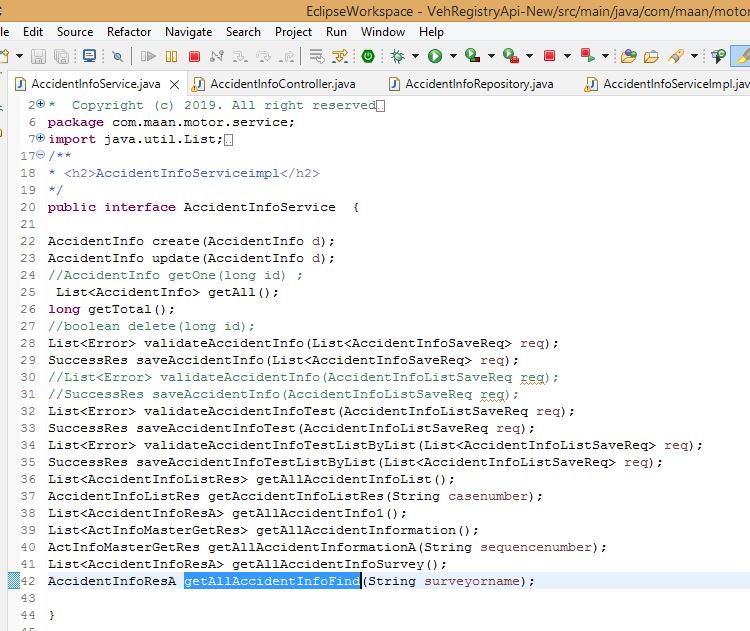 EclipseWorkspace - VehRegistryApi-New/src/main/java/com/maan/motor
le Edit Source Refactor Navigate Search Project Run Window Help
AccidentInfoService.java AccidentInfoController.java AccidentInfoRepository.java AccidentInfoServiceImpl.jav
2 * Copyright (c) 2019. All right reserved
6 package com.maan.motor.service;
7 import java.util.List;
17 /**
18 * <h2>AccidentInfoServiceimpl</h2>
19 */
20 public interface AccidentInfoService {
21
22 AccidentInfo create(AccidentInfo d);
23 AccidentInfo update(AccidentInfo d);
24 //AccidentInfo getOne(long id) ;
25 List<AccidentInfo> getAll();
26 long getTotal();
27 //boolean delete(long id);
28 List<Error> validateAccidentInfo(List<AccidentInfoSaveReq> req);
29 SuccessRes saveAccidentInfo(List<AccidentInfoSaveReq> req);
30 //List<Error> validateAccidentInfo(AccidentInfoListSaveReq req);
31 //SuccessRes saveAccidentInfo(AccidentInfoListSaveReq req);
32 List<Error> validateAccidentInfoTest(AccidentInfoListSaveReq req);
33 SuccessRes saveAccidentInfoTest(AccidentInfoListSaveReq req);
34 List<Error> validateAccidentInfoTestListByList(List<AccidentInfoListSaveReq> req);
35 SuccessRes saveAccidentInfoTestListByList(List<AccidentInfoListSaveReq> req);
36 List<AccidentInfoListRes> getAllAccidentInfoList();
37 AccidentInfoListRes getAccidentInfoListRes(String casenumber);
38 List<AccidentInfoResA> getAllAccidentInfo1();
39 List<ActInfoMasterGetRes> getAllAccidentInformation();
40 ActInfoMasterGetRes getAllAccidentInformationA(String sequencenumber);
41 List<AccidentInfoResA> getAllAccidentInfoSurvey();
42 AccidentInfoResA getAllAccidentInfoFind(String surveyorname);
43
44 }